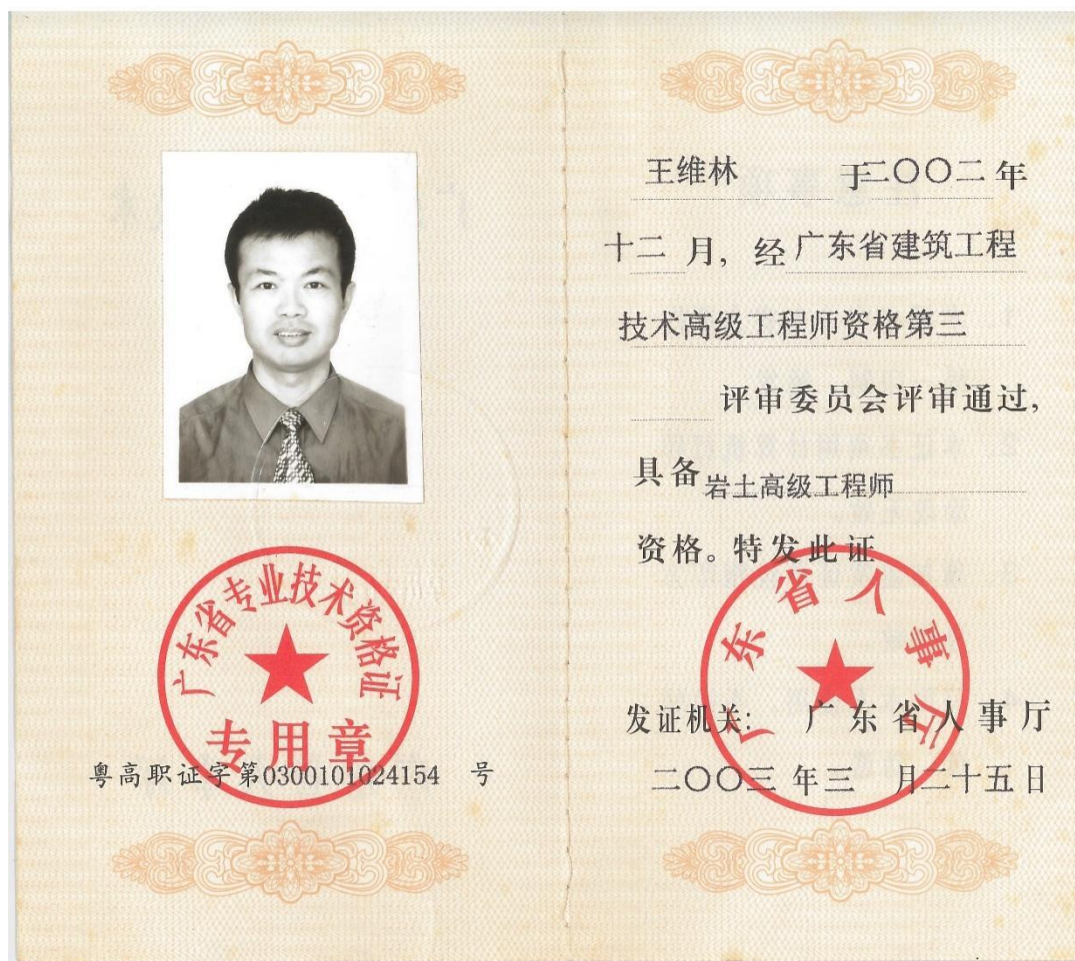 广东省专业技术资格证
专用章
粤高职证字第0300101024154 号
王维林 于二〇〇二年
十二月，经广东省建筑工程
技术高级工程师资格第三
评审委员会评审通过，
具备岩土高级工程师
资格。特发此证
广东省人事厅
发证机关： 广东省人事厅
二〇〇三年三 月二十五日